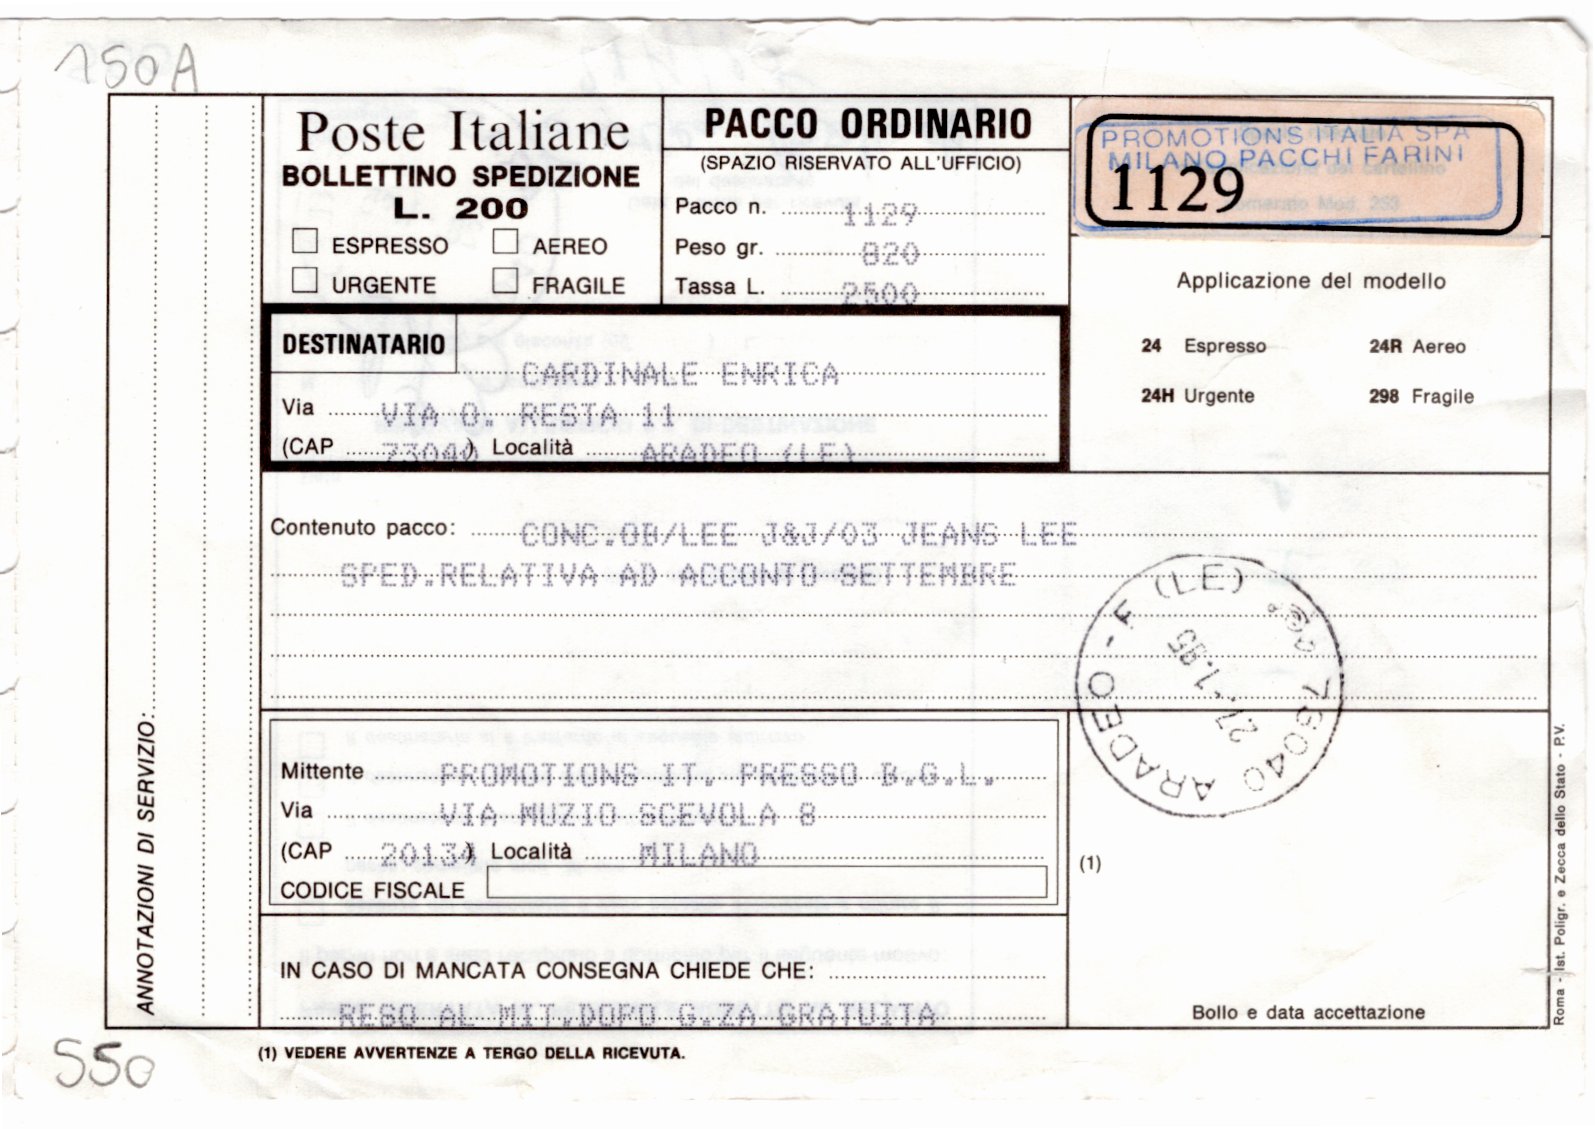 150A
Poste Italiane
BOLLETTINO SPEDIZIONE
L. 200
ESPRESSO AEREO
URGENTE FRAGILE
PACCO ORDINARIO
(SPAZIO RISERVATO ALL'UFFICIO)
Pacco n. 1129
Peso gr. 820
Tassa L. 2500
PROMOTIONS ITALIA SPA
MILANO PACCHI FARINI
1129
Applicazione del modello
24 Espresso 24R Aereo
24H Urgente 298 Fragile
DESTINATARIO
CARDINALE ENRICA
Via VIA O. RESTA 11
(CAP 73040) Località ARADEO (LE)
Contenuto pacco: CONC.OB/LEE J&J/03 JEANS LEE
SPED.RELATIVA AD ACCONTO SETTEMBRE
73040 ARADEO - F (LE)
27.1.95
Mittente PROMOTIONS IT. PRESSO B.G.L.
Via VIA MUZIO SCEVOLA 8
(CAP 20134) Località MILANO
CODICE FISCALE
(1)
IN CASO DI MANCATA CONSEGNA CHIEDE CHE:
RESO AL MIT.DOPO G.ZA GRATUITA
Bollo e data accettazione
ANNOTAZIONI DI SERVIZIO:
Roma - Ist. Poligr. e Zecca dello Stato - P.V.
(1) VEDERE AVVERTENZE A TERGO DELLA RICEVUTA.
550